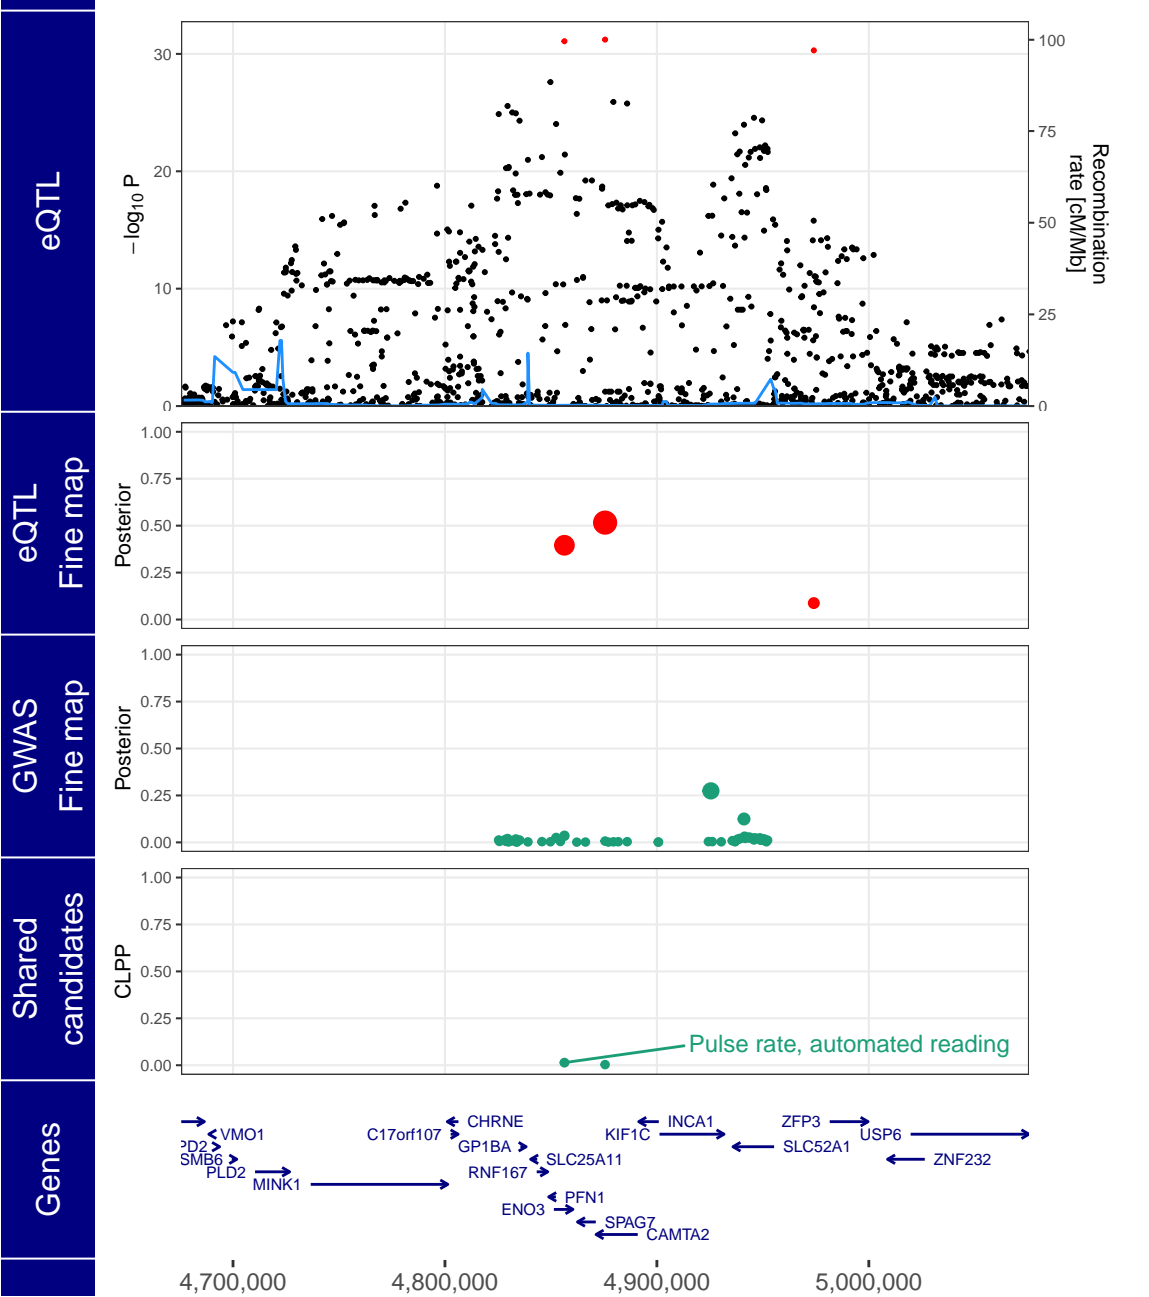 eQTL
−log10 P
30
20
10
0
100
75
50
25
0
Recombination
rate [cM/Mb]
eQTL
Fine map
Posterior
1.00
0.75
0.50
0.25
0.00
GWAS
Fine map
Posterior
1.00
0.75
0.50
0.25
0.00
Shared
candidates
CLPP
1.00
0.75
0.50
0.25
0.00
Pulse rate, automated reading
Genes
CHRNE
INCA1
ZFP3
VMO1
C17orf107
KIF1C
USP6
PD2
GP1BA
SLC52A1
SMB6
SLC25A11
ZNF232
PLD2
RNF167
MINK1
PFN1
ENO3
SPAG7
CAMTA2
4,700,000
4,800,000
4,900,000
5,000,000